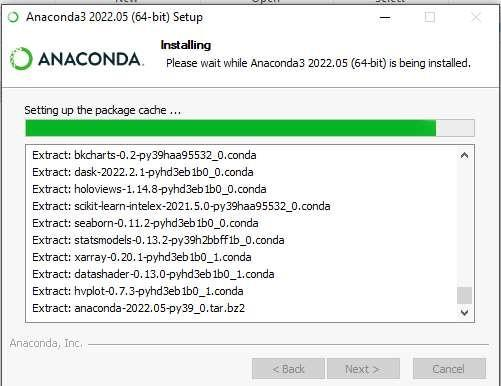 Anaconda3 2022.05 (64-bit) Setup
ANACONDA.
Installing
Please wait while Anaconda3 2022.05 (64-bit) is being installed.
Setting up the package cache ...
Extract: bkcharts-0.2-py39haa95532_0.conda
Extract: dask-2022.2.1-pyhd3eb1b0_0.conda
Extract: holoviews-1.14.8-pyhd3eb1b0_0.conda
Extract: scikit-learn-intelex-2021.5.0-py39haa95532_0.conda
Extract: seaborn-0.11.2-pyhd3eb1b0_0.conda
Extract: statsmodels-0.13.2-py39h2bbff1b_0.conda
Extract: xarray-0.20.1-pyhd3eb1b0_1.conda
Extract: datashader-0.13.0-pyhd3eb1b0_1.conda
Extract: hvplot-0.7.3-pyhd3eb1b0_1.conda
Extract: anaconda-2022.05-py39_0.tar.bz2
Anaconda, Inc.
< Back
Next >
Cancel